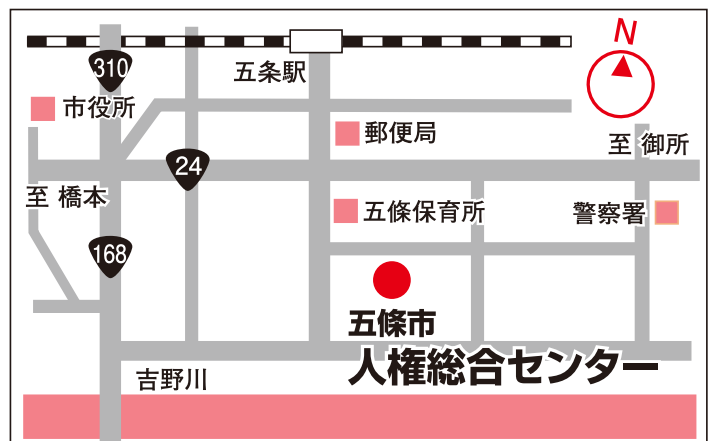 N
310
五条駅
市役所
郵便局
至 御所
24
至 橋本
五條保育所
警察署
168
五條市
人権総合センター
吉野川